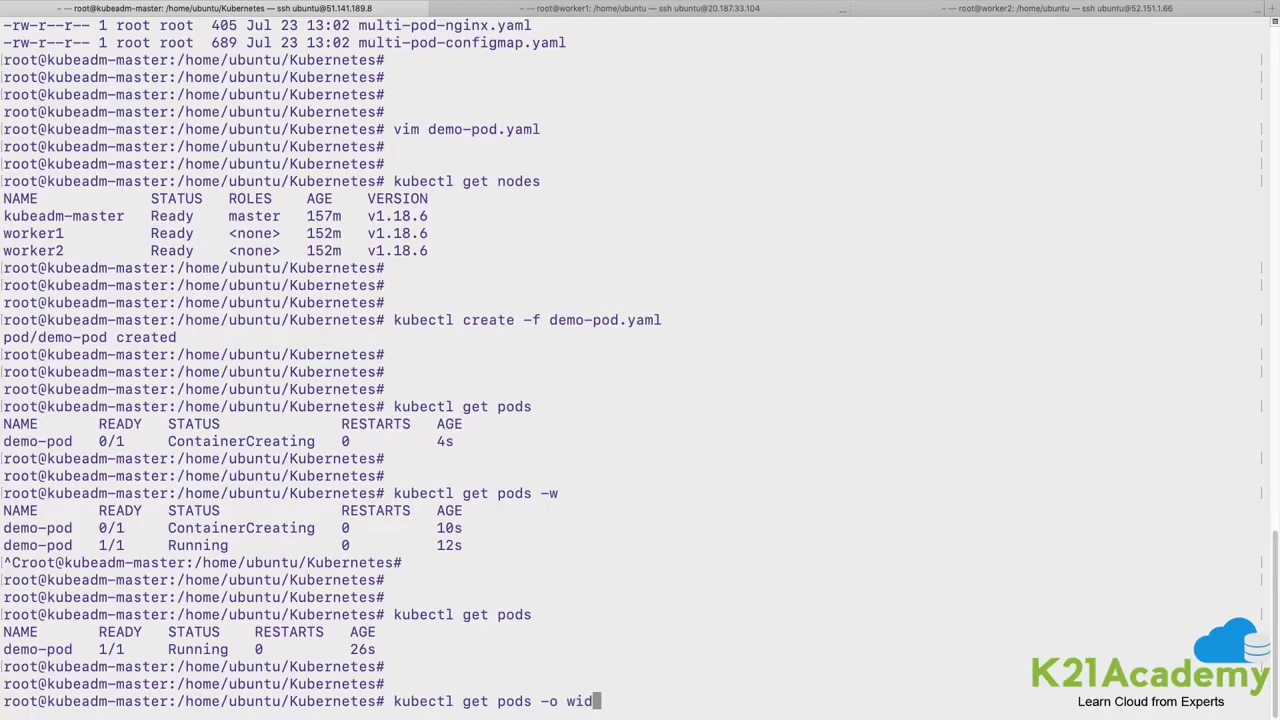 ~ — root@kubeadm-master: /home/ubuntu/Kubernetes — ssh ubuntu@51.141.189.8
~ — root@worker1: /home/ubuntu — ssh ubuntu@20.187.33.104 ...
~ — root@worker2: /home/ubuntu — ssh ubuntu@52.151.1.66 ... +
-rw-r--r-- 1 root root  405 Jul 23 13:02 multi-pod-nginx.yaml
-rw-r--r-- 1 root root  689 Jul 23 13:02 multi-pod-configmap.yaml
root@kubeadm-master:/home/ubuntu/Kubernetes#
root@kubeadm-master:/home/ubuntu/Kubernetes#
root@kubeadm-master:/home/ubuntu/Kubernetes#
root@kubeadm-master:/home/ubuntu/Kubernetes#
root@kubeadm-master:/home/ubuntu/Kubernetes# vim demo-pod.yaml
root@kubeadm-master:/home/ubuntu/Kubernetes#
root@kubeadm-master:/home/ubuntu/Kubernetes#
root@kubeadm-master:/home/ubuntu/Kubernetes# kubectl get nodes
NAME             STATUS   ROLES    AGE    VERSION
kubeadm-master   Ready    master   157m   v1.18.6
worker1          Ready    <none>   152m   v1.18.6
worker2          Ready    <none>   152m   v1.18.6
root@kubeadm-master:/home/ubuntu/Kubernetes#
root@kubeadm-master:/home/ubuntu/Kubernetes#
root@kubeadm-master:/home/ubuntu/Kubernetes#
root@kubeadm-master:/home/ubuntu/Kubernetes# kubectl create -f demo-pod.yaml
pod/demo-pod created
root@kubeadm-master:/home/ubuntu/Kubernetes#
root@kubeadm-master:/home/ubuntu/Kubernetes#
root@kubeadm-master:/home/ubuntu/Kubernetes#
root@kubeadm-master:/home/ubuntu/Kubernetes# kubectl get pods
NAME       READY   STATUS              RESTARTS   AGE
demo-pod   0/1     ContainerCreating   0          4s
root@kubeadm-master:/home/ubuntu/Kubernetes#
root@kubeadm-master:/home/ubuntu/Kubernetes#
root@kubeadm-master:/home/ubuntu/Kubernetes# kubectl get pods -w
NAME       READY   STATUS              RESTARTS   AGE
demo-pod   0/1     ContainerCreating   0          10s
demo-pod   1/1     Running             0          12s
^Croot@kubeadm-master:/home/ubuntu/Kubernetes#
root@kubeadm-master:/home/ubuntu/Kubernetes#
root@kubeadm-master:/home/ubuntu/Kubernetes#
root@kubeadm-master:/home/ubuntu/Kubernetes# kubectl get pods
NAME       READY   STATUS    RESTARTS   AGE
demo-pod   1/1     Running   0          26s
root@kubeadm-master:/home/ubuntu/Kubernetes#
root@kubeadm-master:/home/ubuntu/Kubernetes#
root@kubeadm-master:/home/ubuntu/Kubernetes# kubectl get pods -o wid
K21Academy
Learn Cloud from Experts